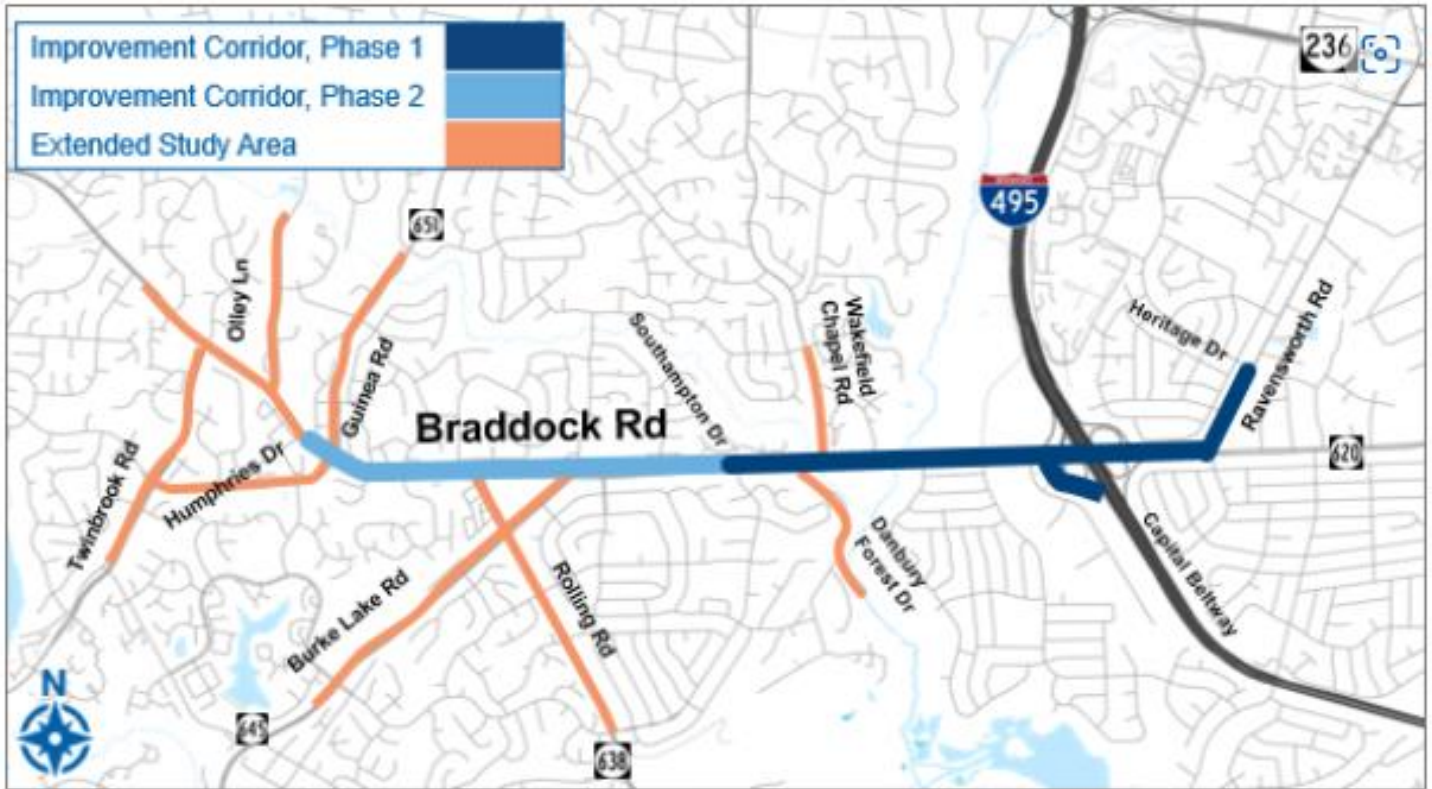 Improvement Corridor, Phase 1
Improvement Corridor, Phase 2
Extended Study Area
236
495
651
Olley Ln
Guinea Rd
Braddock Rd
Southampton Dr
Wakefield
Chapel Rd
Heritage Dr
Ravensworth Rd
620
Twinbrook Rd
Humphries Dr
Burke Lake Rd
Rolling Rd
Danbury
Forest Dr
Capital Beltway
N
645
638